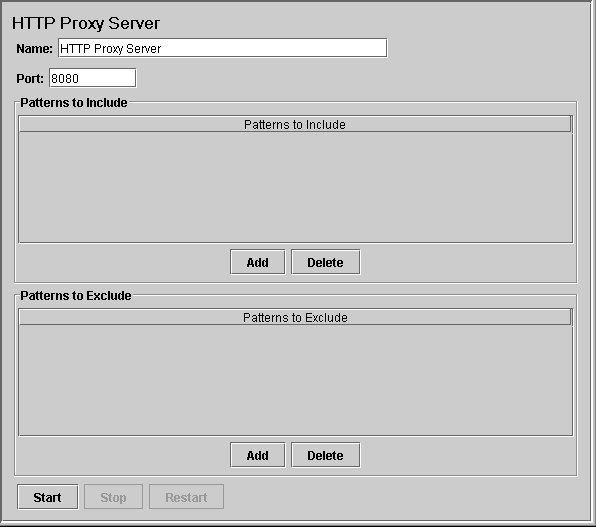 HTTP Proxy Server
Name: HTTP Proxy Server
Port: 8080
Patterns to Include
Patterns to Include
Add Delete
Patterns to Exclude
Patterns to Exclude
Add Delete
Start Stop Restart